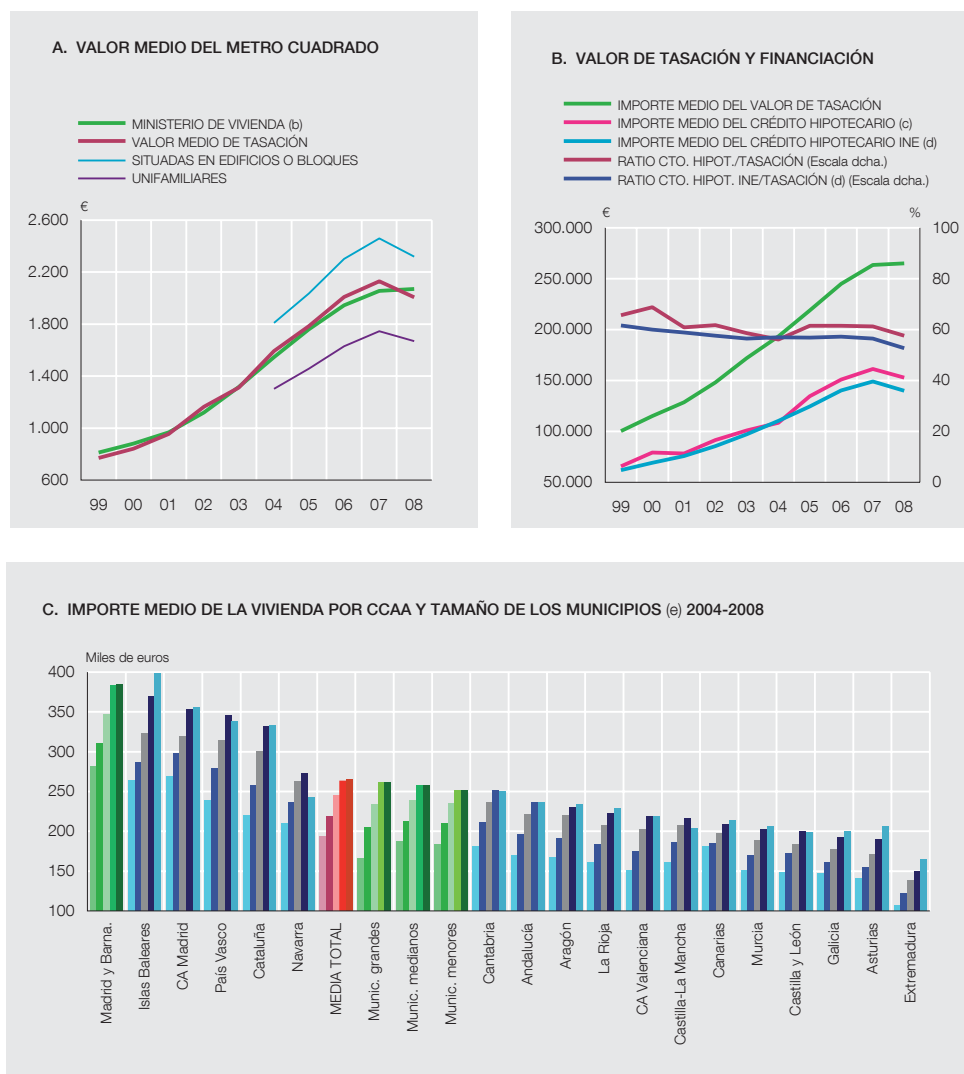 A. VALOR MEDIO DEL METRO CUADRADO
MINISTERIO DE VIVIENDA (b)
VALOR MEDIO DE TASACIÓN
SITUADAS EN EDIFICIOS O BLOQUES
UNIFAMILIARES
€
2.600
2.200
1.800
1.400
1.000
600
99 00 01 02 03 04 05 06 07 08
B. VALOR DE TASACIÓN Y FINANCIACIÓN
IMPORTE MEDIO DEL VALOR DE TASACIÓN
IMPORTE MEDIO DEL CRÉDITO HIPOTECARIO (c)
IMPORTE MEDIO DEL CRÉDITO HIPOTECARIO INE (d)
RATIO CTO. HIPOT./TASACIÓN (Escala dcha.)
RATIO CTO. HIPOT. INE/TASACIÓN (d) (Escala dcha.)
€ %
300.000 100
250.000 80
200.000 60
150.000 40
100.000 20
50.000 0
99 00 01 02 03 04 05 06 07 08
C. IMPORTE MEDIO DE LA VIVIENDA POR CCAA Y TAMAÑO DE LOS MUNICIPIOS (e) 2004-2008
Miles de euros
400
350
300
250
200
150
100
Madrid y Barna.
Islas Baleares
CA Madrid
País Vasco
Cataluña
Navarra
MEDIA TOTAL
Munic. grandes
Munic. medianos
Munic. menores
Cantabria
Andalucía
Aragón
La Rioja
CA Valenciana
Castilla-La Mancha
Canarias
Murcia
Castilla y León
Galicia
Asturias
Extremadura